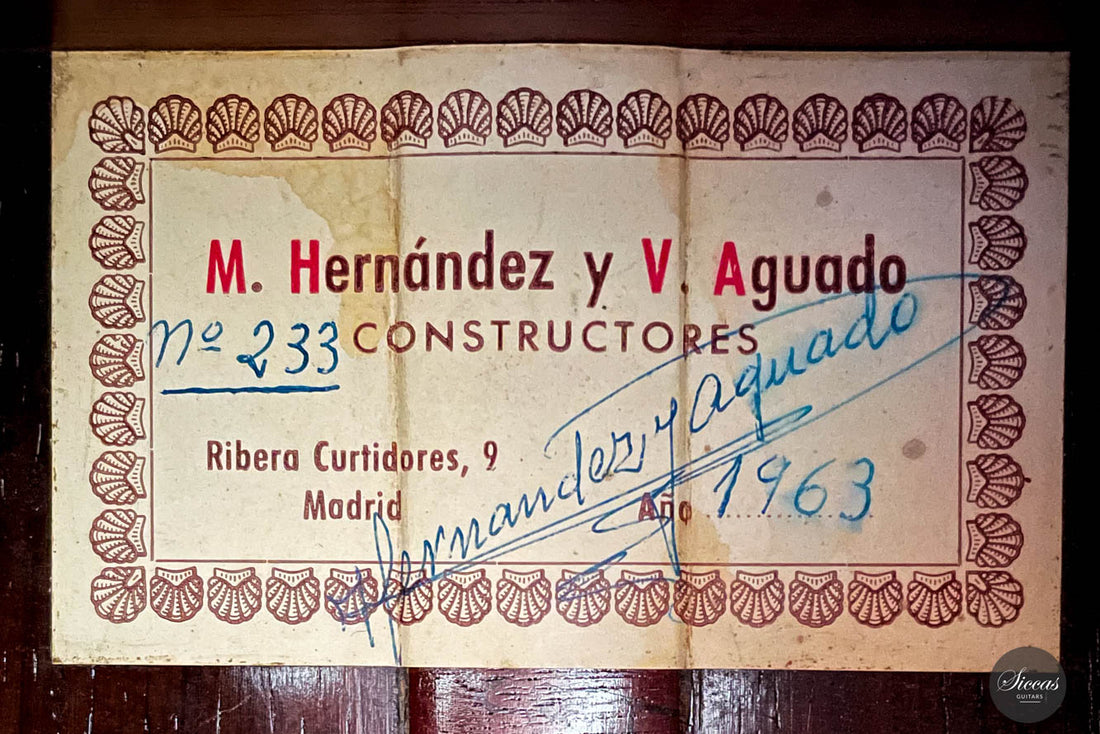 M. Hernández y V. Aguado
CONSTRUCTORES
nº 233
Ribera Curtidores, 9
Madrid
Año 1963
Hernandez y Aguado
Siccas
GUITARS